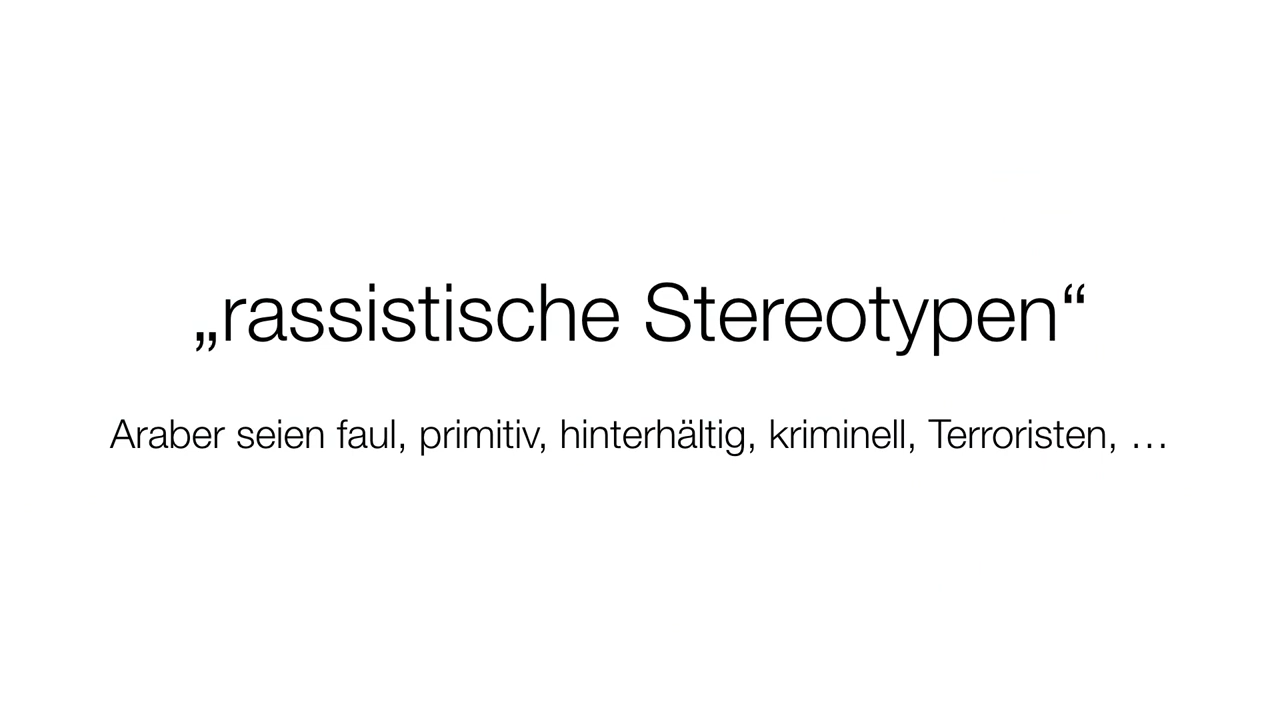 „rassistische Stereotypen“
Araber seien faul, primitiv, hinterhältig, kriminell, Terroristen, …